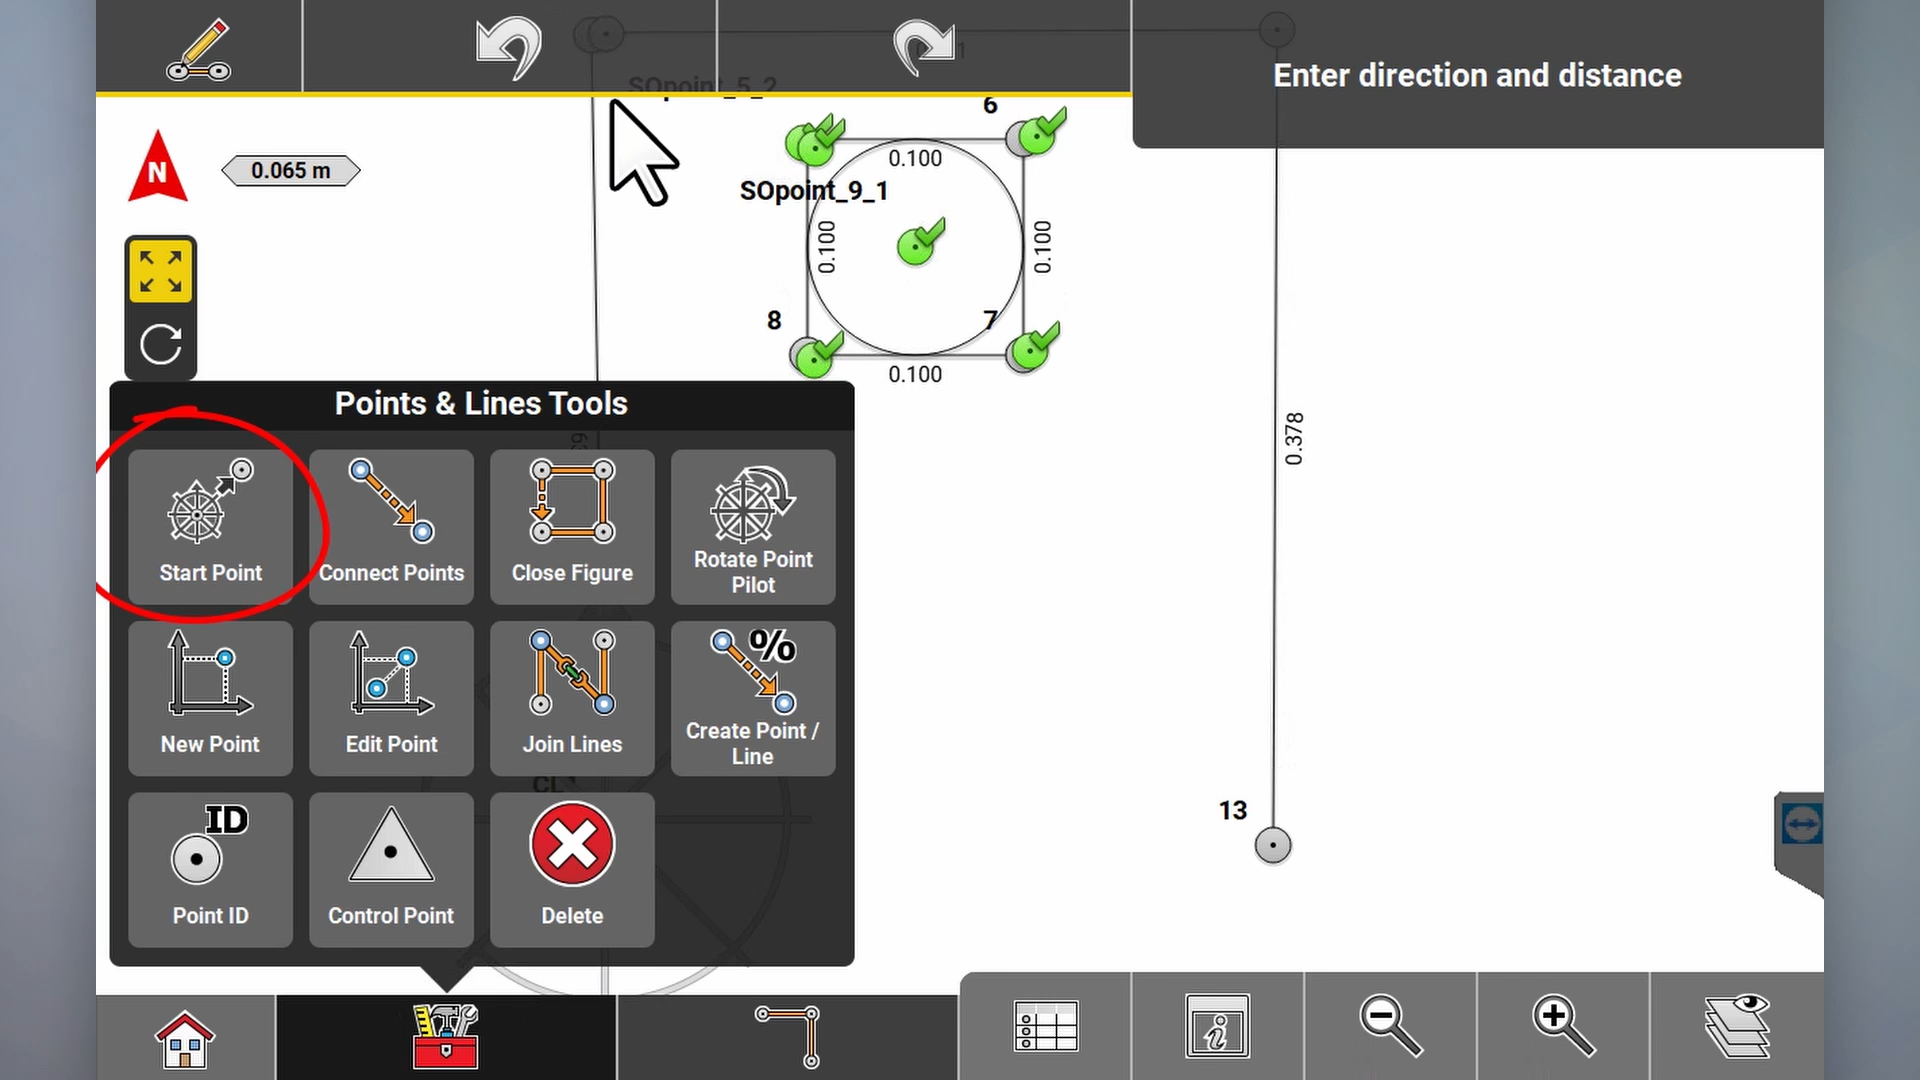 Enter direction and distance
SOpoint_5_2
6
N
0.065 m
0.100
SOpoint_9_1
0.100
0.100
8
7
0.100
Points & Lines Tools
0.378
Start Point
Connect Points
Close Figure
Rotate Point
Pilot
%
New Point
Edit Point
Join Lines
Create Point /
Line
13
ID
Point ID
Control Point
Delete